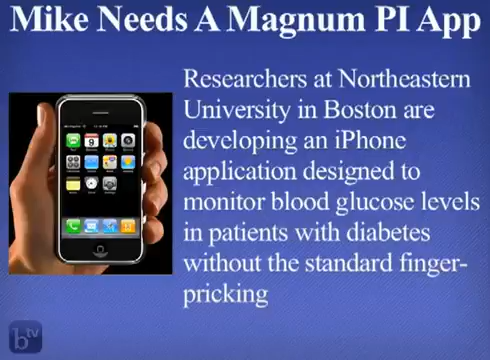 Mike Needs A Magnum PI App
Researchers at Northeastern
University in Boston are
developing an iPhone
application designed to
monitor blood glucose levels
in patients with diabetes
without the standard finger-
pricking
btv